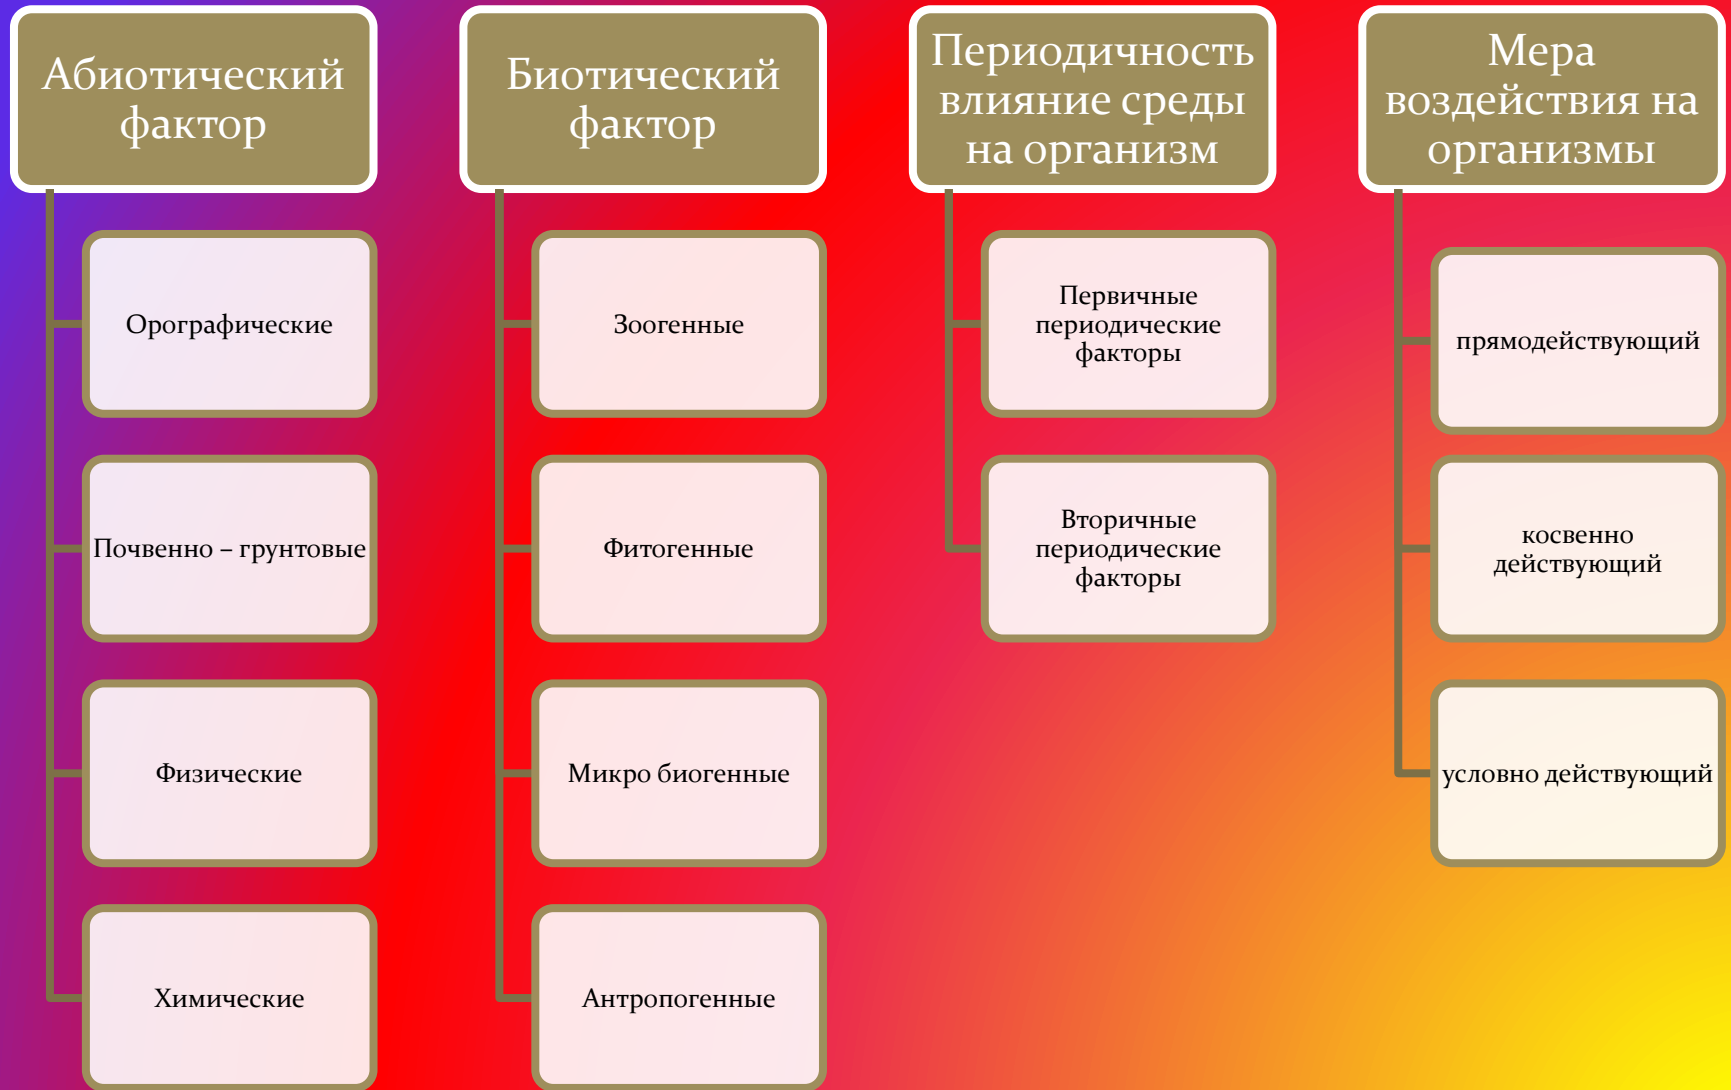 Абиотический
фактор
Орографические
Почвенно – грунтовые
Физические
Химические
Биотический
фактор
Зоогенные
Фитогенные
Микро биогенные
Антропогенные
Периодичность
влияние среды
на организм
Первичные
периодические
факторы
Вторичные
периодические
факторы
Мера
воздействия на
организмы
прямодействующий
косвенно
действующий
условно действующий